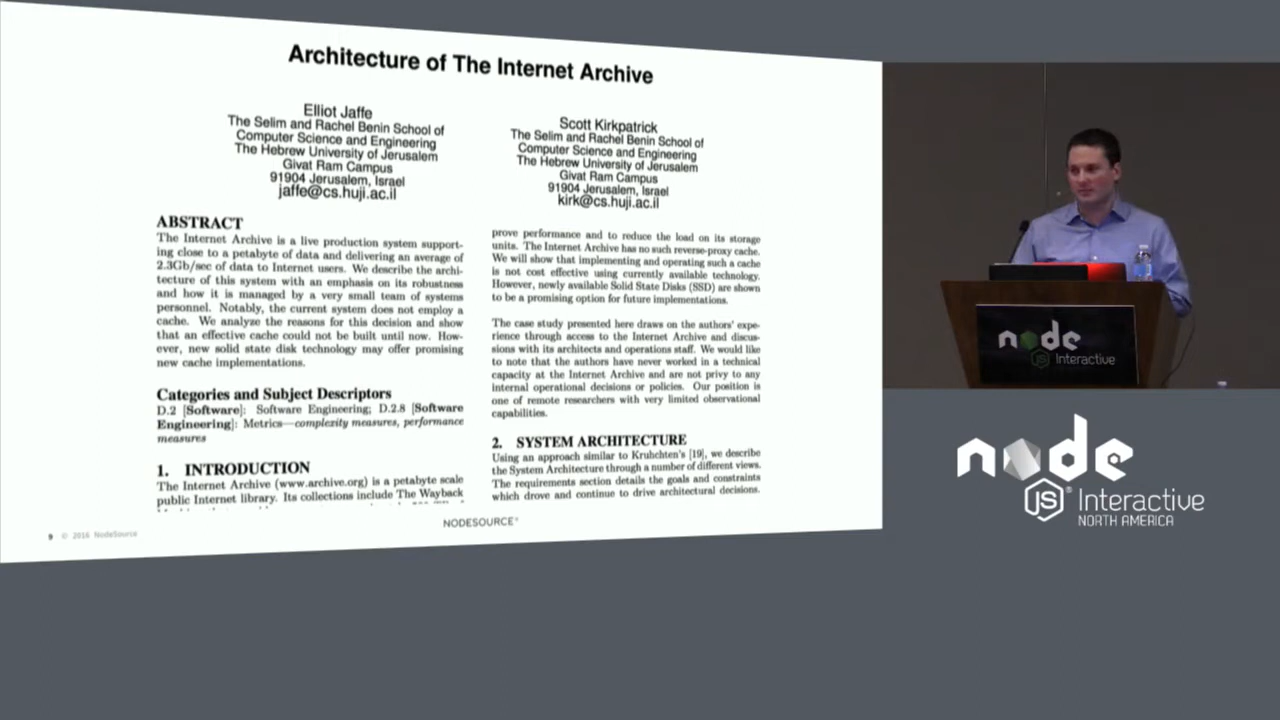 Architecture of The Internet Archive
Elliot Jaffe
The Selim and Rachel Benin School of
Computer Science and Engineering
The Hebrew University of Jerusalem
Givat Ram Campus
91904 Jerusalem, Israel
jaffe@cs.huji.ac.il
Scott Kirkpatrick
The Selim and Rachel Benin School of
Computer Science and Engineering
The Hebrew University of Jerusalem
Givat Ram Campus
91904 Jerusalem, Israel
kirk@cs.huji.ac.il
ABSTRACT
The Internet Archive is a live production system support-
ing close to a petabyte of data and delivering an average of
2.3Gb/sec of data to Internet users. We describe the archi-
tecture of this system with an emphasis on its robustness
and how it is managed by a very small team of systems
personnel. Notably, the current system does not employ a
cache. We analyze the reasons for this decision and show
that an effective cache could not be built until now. How-
ever, new solid state disk technology may offer promising
new cache implementations.
Categories and Subject Descriptors
D.2 [Software]: Software Engineering; D.2.8 [Software
Engineering]: Metrics—complexity measures, performance
measures
1. INTRODUCTION
The Internet Archive (www.archive.org) is a petabyte scale
public Internet library. Its collections include The Wayback
prove performance and to reduce the load on its storage
units. The Internet Archive has no such reverse-proxy cache.
We will show that implementing and operating such a cache
is not cost effective using currently available technology.
However, newly available Solid State Disks (SSD) are shown
to be a promising option for future implementations.
The case study presented here draws on the authors' expe-
rience through access to the Internet Archive and discus-
sions with its architects and operations staff. We would like
to note that the authors have never worked in a technical
capacity at the Internet Archive and are not privy to any
internal operational decisions or policies. Our position is
one of remote researchers with very limited observational
capabilities.
2. SYSTEM ARCHITECTURE
Using an approach similar to Kruhchten's [19], we describe
the System Architecture through a number of different views.
The requirements section details the goals and constraints
which drove and continue to drive architectural decisions.
9 © 2016 NodeSource
NODESOURCE®
node
JS Interactive
node
JS® Interactive
NORTH AMERICA